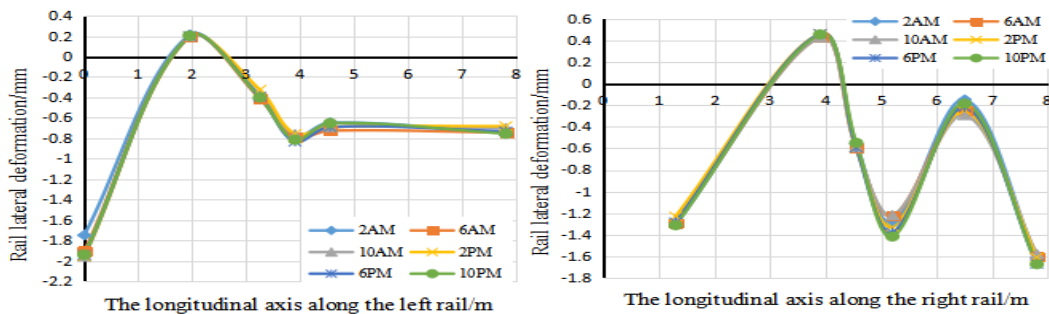 Rail lateral deformation/mm
0.4
0.2
0
-0.2
-0.4
-0.6
-0.8
-1
-1.2
-1.4
-1.6
-1.8
-2
-2.2
0 1 2 3 4 5 6 7 8
2AM 6AM
10AM 2PM
6PM 10PM
The longitudinal axis along the left rail/m
Rail lateral deformation/mm
0.6
0.4
0.2
0
-0.2
-0.4
-0.6
-0.8
-1
-1.2
-1.4
-1.6
-1.8
0 1 2 3 4 5 6 7 8
2AM 6AM
10AM 2PM
6PM 10PM
The longitudinal axis along the right rail/m